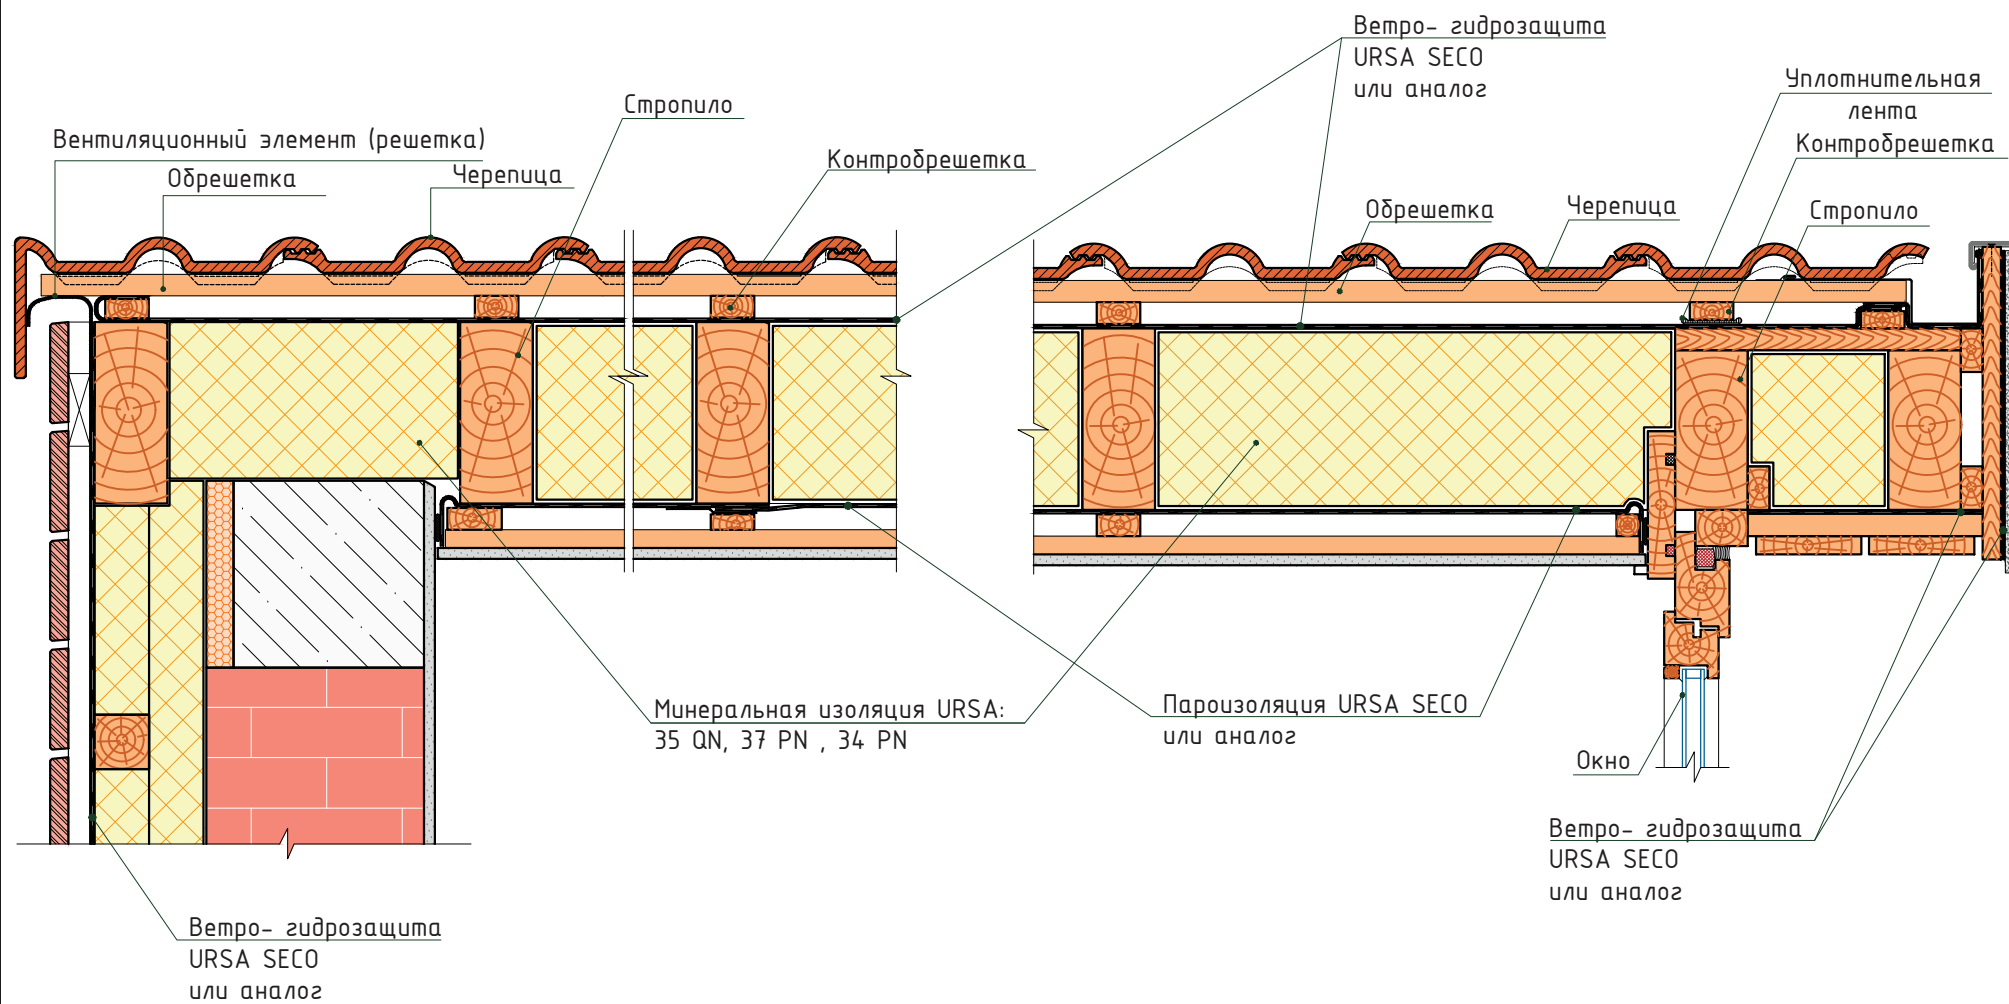 Ветро- гидрозащита
URSA SECO
или аналог
Уплотнительная
лента
Стропило
Вентиляционный элемент (решетка)
Контробрешетка
Контробрешетка
Обрешетка
Черепица
Обрешетка
Черепица
Стропило
Минеральная изоляция URSA:
35 QN, 37 PN , 34 PN
Пароизоляция URSA SECO
или аналог
Окно
Ветро- гидрозащита
URSA SECO
или аналог
Ветро- гидрозащита
URSA SECO
или аналог